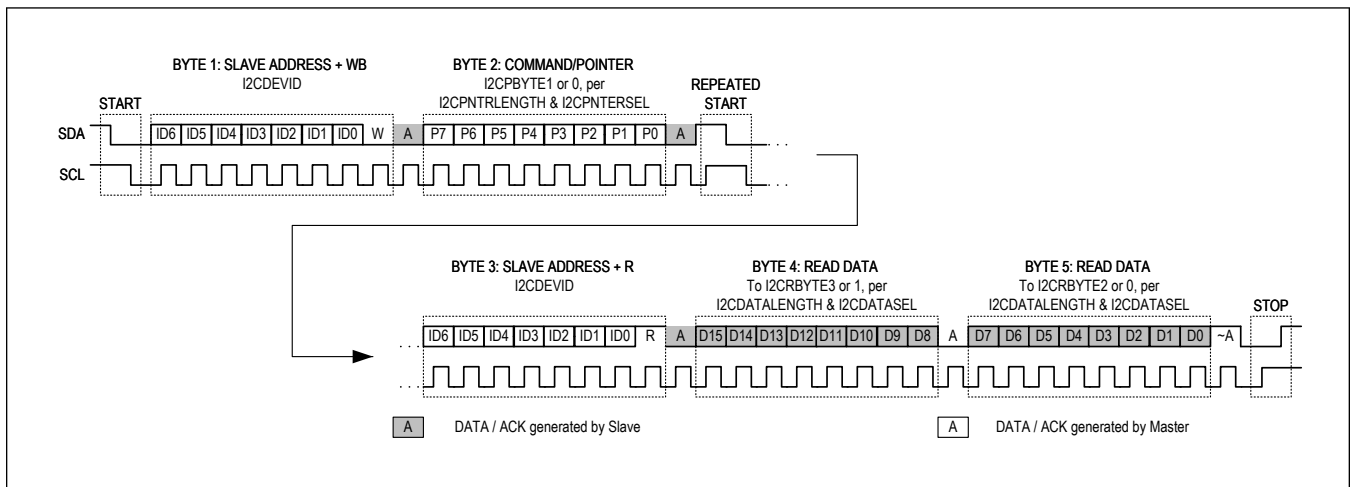 BYTE 1: SLAVE ADDRESS + WB
I2CDEVID
BYTE 2: COMMAND/POINTER
I2CPBYTE1 or 0, per
I2CPNTRLENGTH & I2CPNTERSEL
START
REPEATED
START
SDA
ID6 ID5 ID4 ID3 ID2 ID1 ID0 W A P7 P6 P5 P4 P3 P2 P1 P0 A
. . .
SCL
. . .
BYTE 3: SLAVE ADDRESS + R
I2CDEVID
BYTE 4: READ DATA
To I2CRBYTE3 or 1, per
I2CDATALENGTH & I2CDATASEL
BYTE 5: READ DATA
To I2CRBYTE2 or 0, per
I2CDATALENGTH & I2CDATASEL
STOP
. . . ID6 ID5 ID4 ID3 ID2 ID1 ID0 R A D15 D14 D13 D12 D11 D10 D9 D8 A D7 D6 D5 D4 D3 D2 D1 D0 ~A
. . .
A DATA / ACK generated by Slave
A DATA / ACK generated by Master